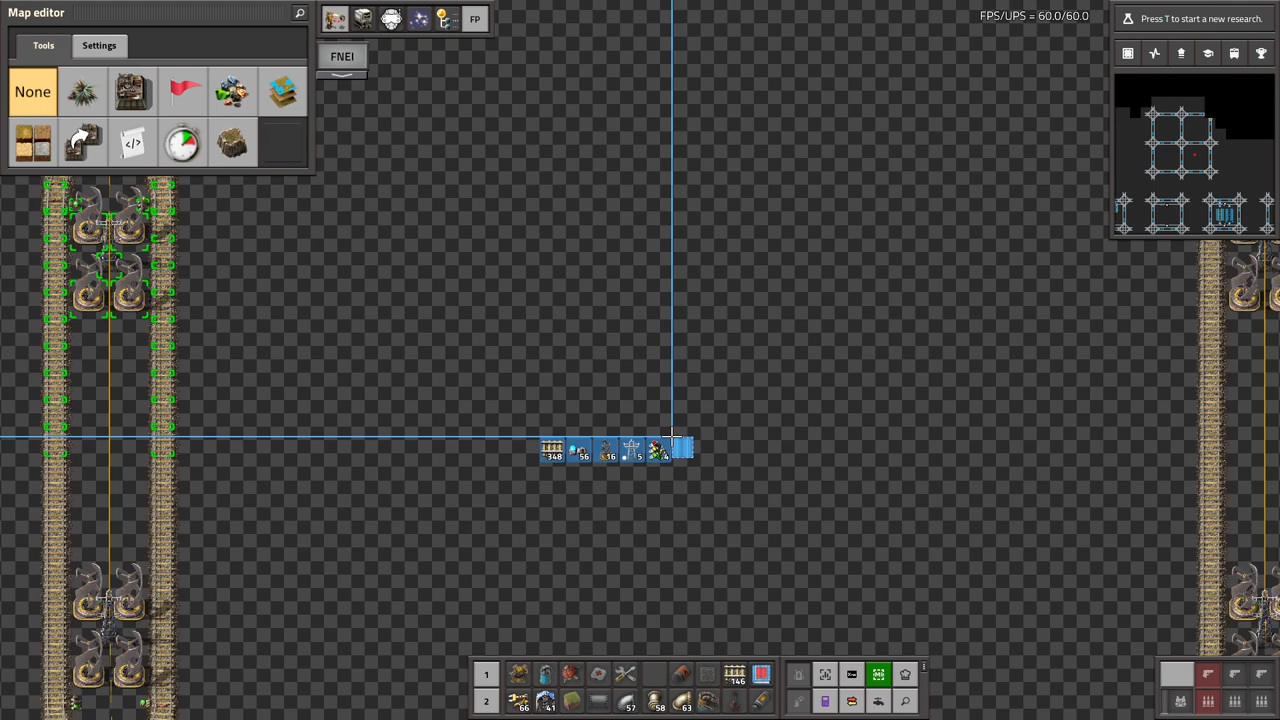 Map editor
FP
FPS/UPS = 60.0/60.0
Press T to start a new research.
Tools
Settings
FNEI
None
</>
348
56
16
5
4
1
146
2
66
41
57
58
63